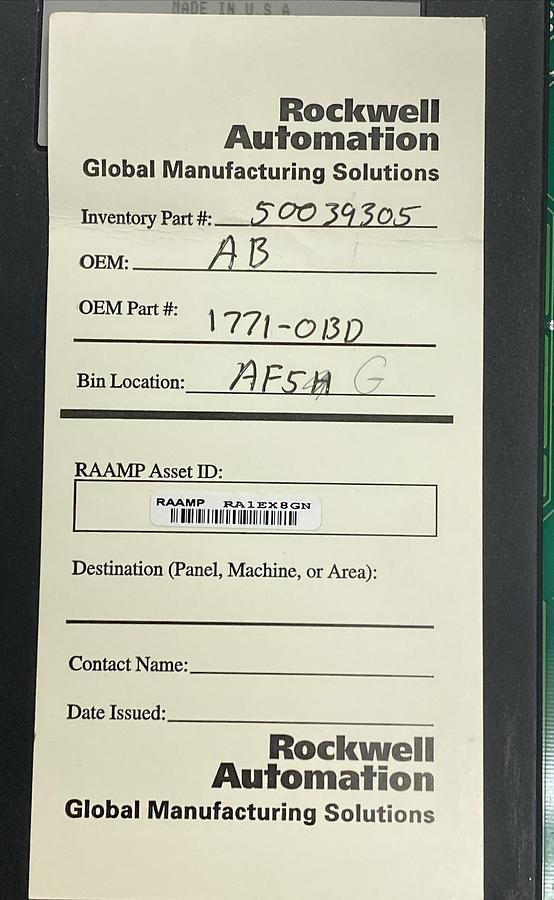 MADE IN U S A
Rockwell
Automation
Global Manufacturing Solutions
Inventory Part #: 50039305
OEM: AB
OEM Part #: 1771-OBD
Bin Location: AF5 G
RAAMP Asset ID:
RAAMP RA1EX8GN
Destination (Panel, Machine, or Area):
Contact Name:
Date Issued:
Rockwell
Automation
Global Manufacturing Solutions